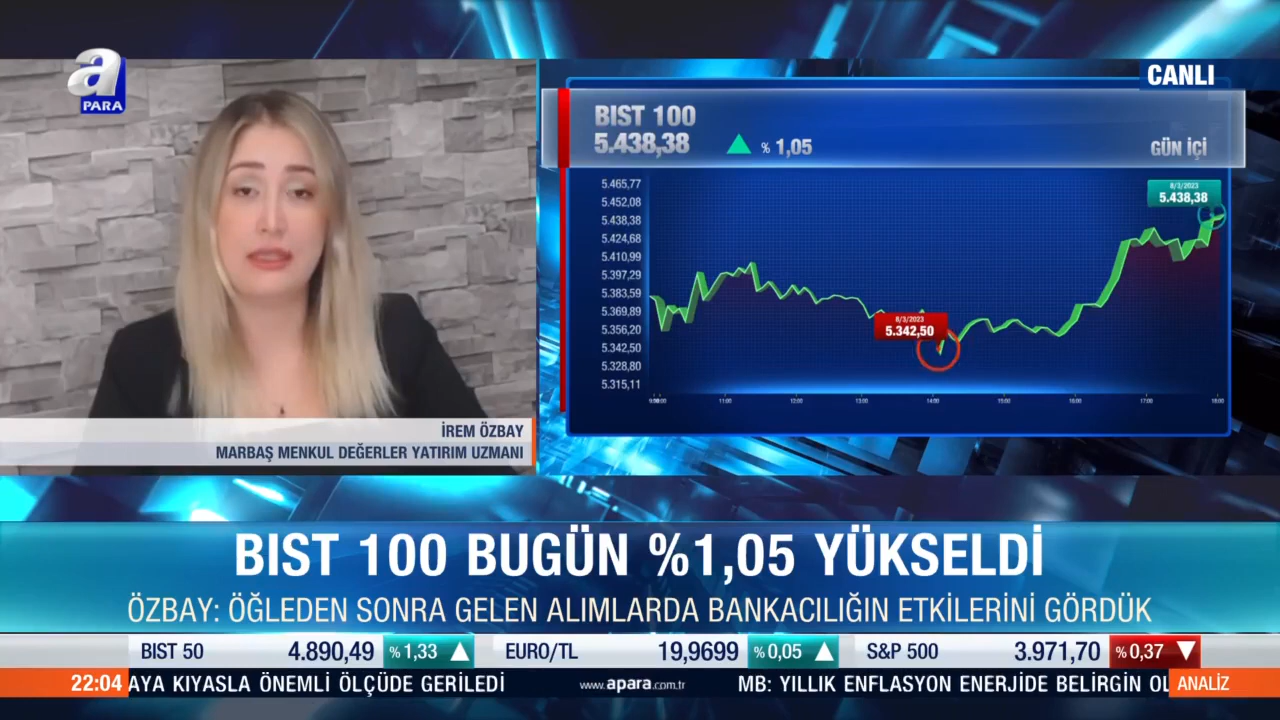 a
PARA
CANLI
BIST 100
5.438,38
% 1,05
GÜN İÇİ
5.465,77
5.452,08
5.438,38
5.424,68
5.410,99
5.397,29
5.383,59
5.369,89
5.356,20
5.342,50
5.328,80
5.315,11
8/3/2023
5.438,38
8/3/2023
5.342,50
11:00
12:00
13:00
14:00
15:00
16:00
17:00
18:00
İREM ÖZBAY
MARBAŞ MENKUL DEĞERLER YATIRIM UZMANI
BIST 100 BUGÜN %1,05 YÜKSELDİ
ÖZBAY: ÖĞLEDEN SONRA GELEN ALIMLARDA BANKACILIĞIN ETKİLERİNİ GÖRDÜK
BIST 50 4.890,49 % 1,33 EURO/TL 19,9699 % 0,05 S&P 500 3.971,70 % 0,37
22:04 AYA KIYASLA ÖNEMLİ ÖLÇÜDE GERİLEDİ www.apara.com.tr MB: YILLIK ENFLASYON ENERJİDE BELİRGİN OL ANALİZ